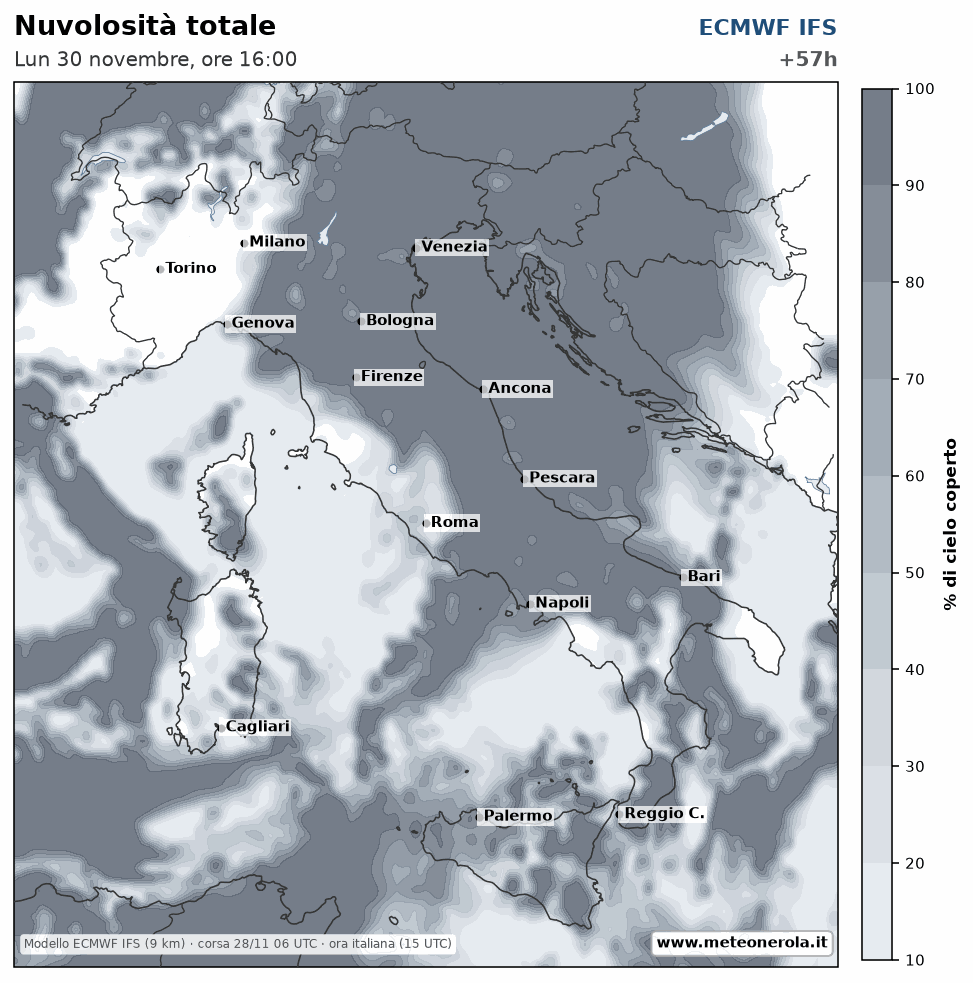 Nuvolosità totale
ECMWF IFS
Lun 30 novembre, ore 16:00
+57h
100
90
80
70
60
50
40
30
20
10
% di cielo coperto
Milano
Venezia
Torino
Genova
Bologna
Firenze
Ancona
Pescara
Roma
Bari
Napoli
Cagliari
Palermo
Reggio C.
Modello ECMWF IFS (9 km) · corsa 28/11 06 UTC · ora italiana (15 UTC)
www.meteonerola.it